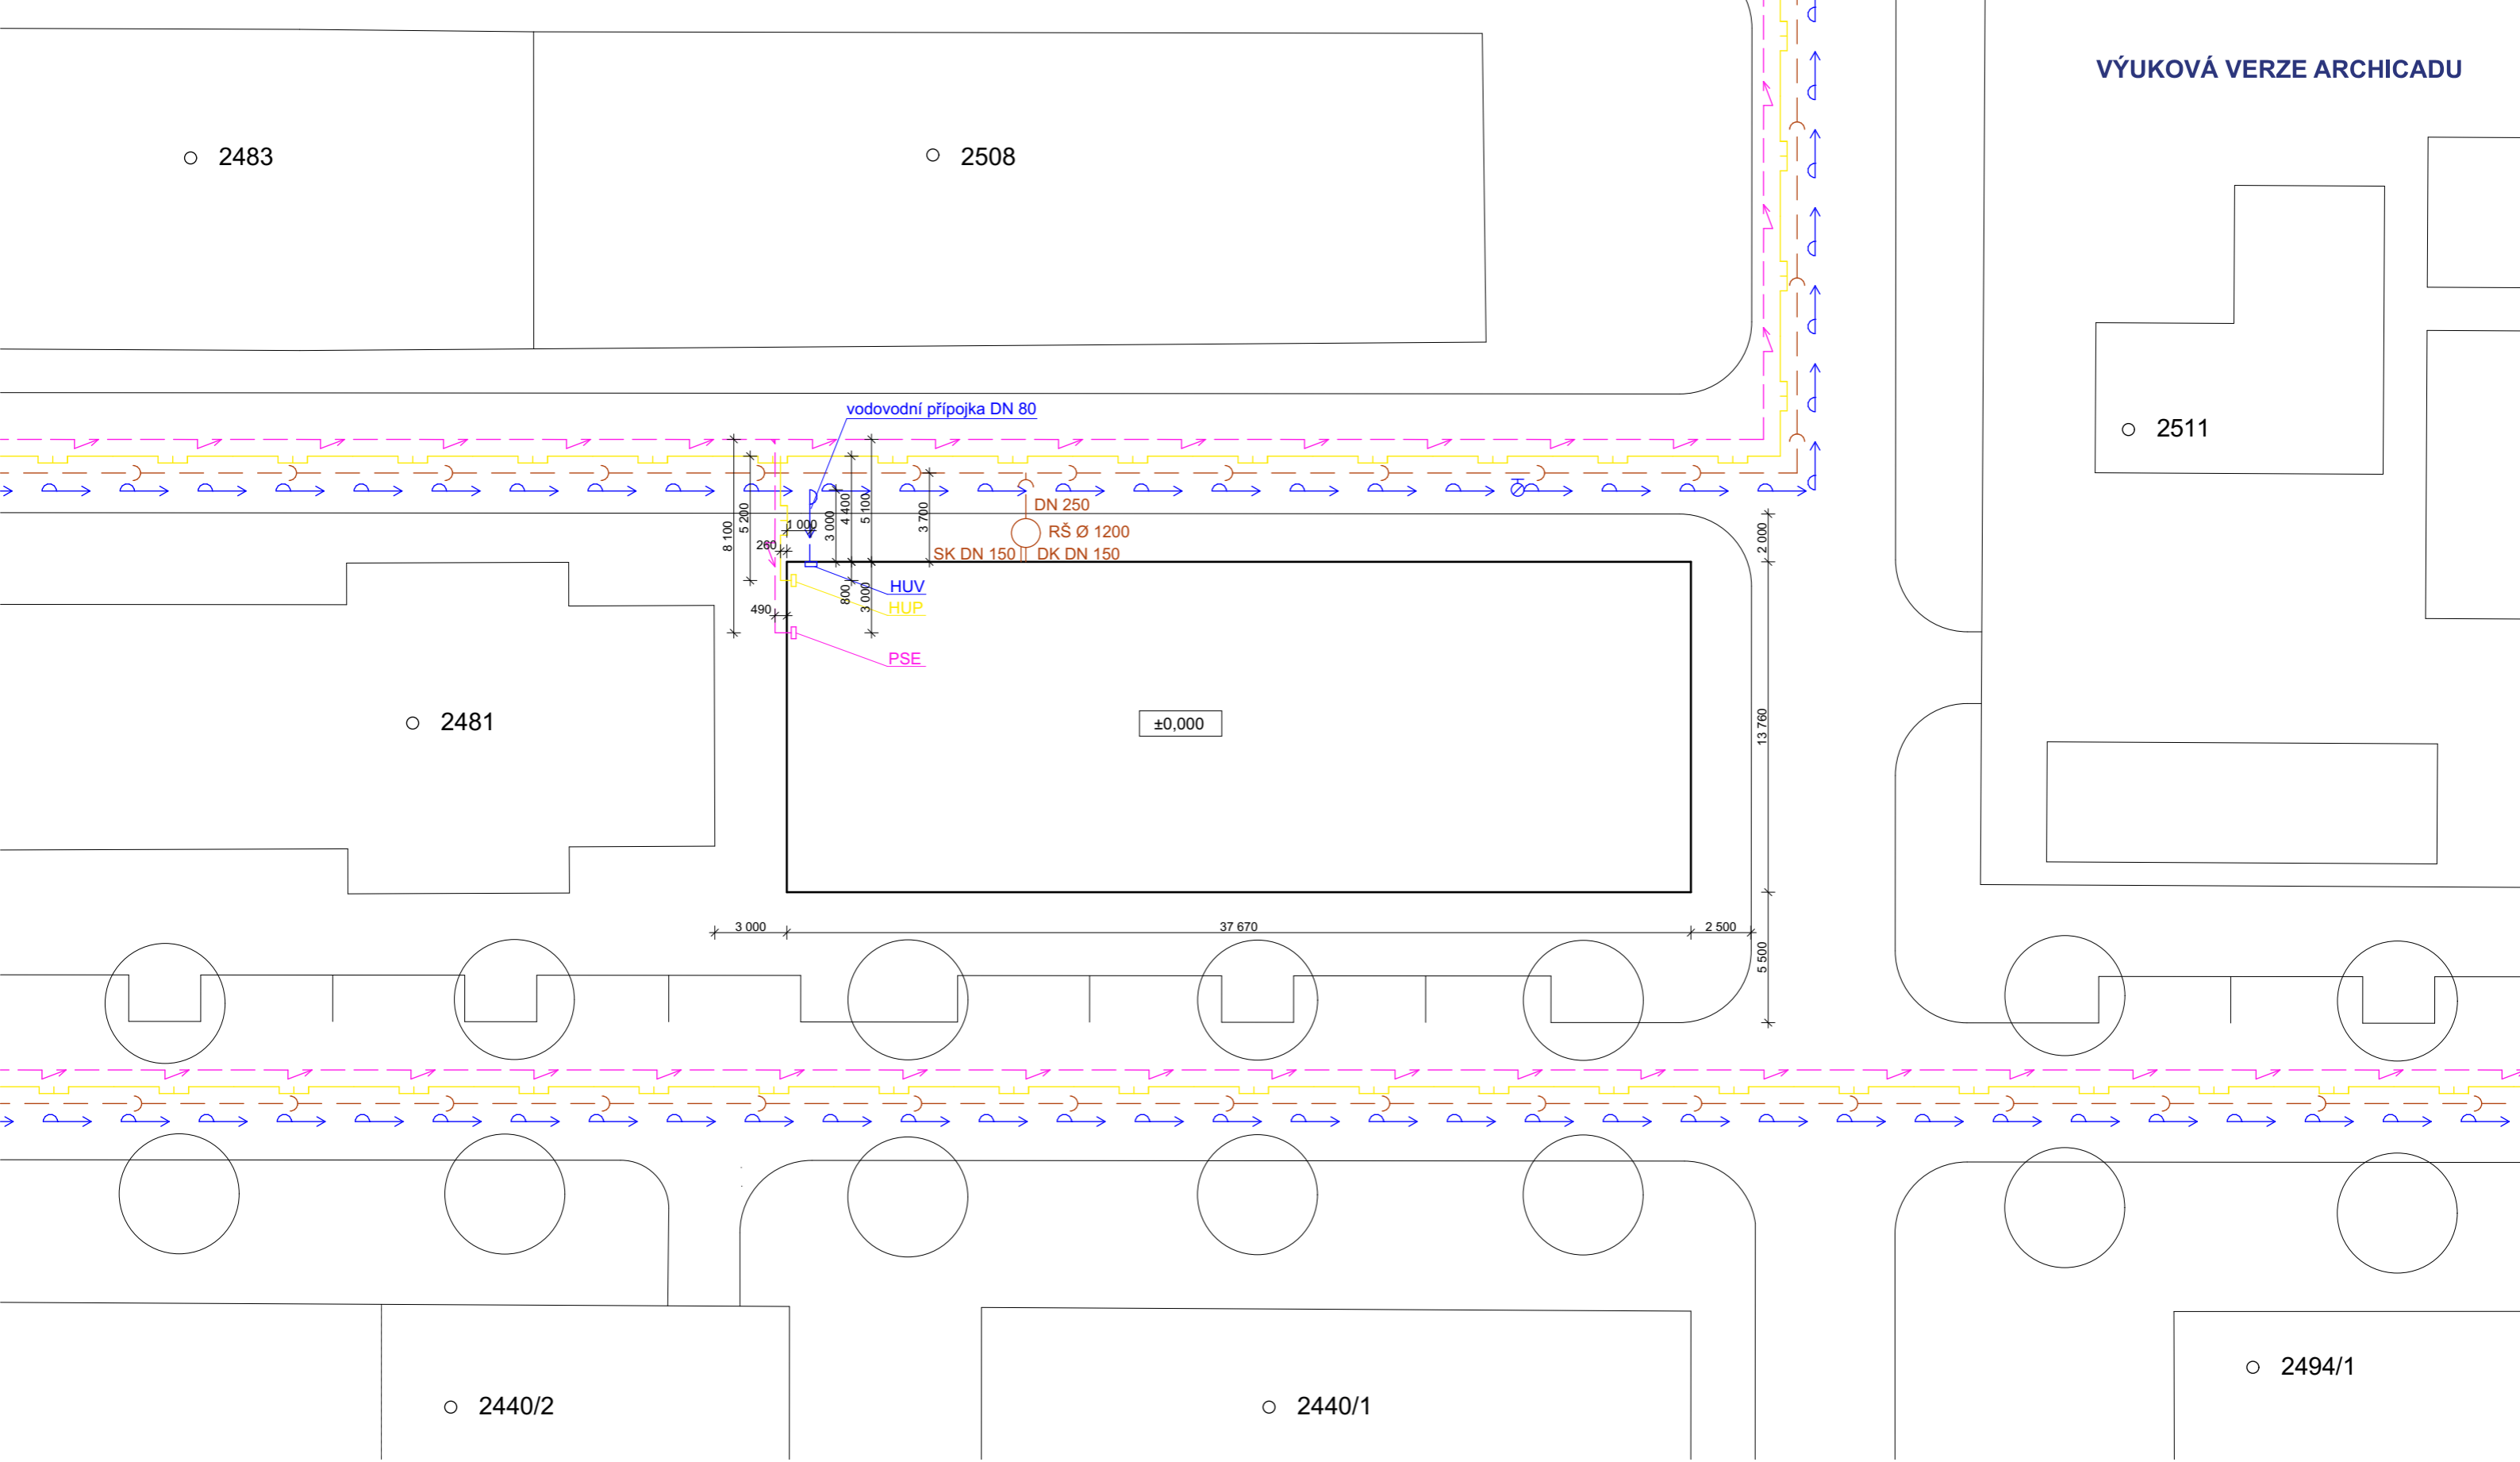 VÝUKOVÁ VERZE ARCHICADU
2483
2508
vodovodní přípojka DN 80
2511
DN 250
RŠ Ø 1200
SK DN 150
DK DN 150
8 100
5 200
1 000
3 000
4 400
5 100
3 700
260
2 000
HUV
HUP
800
3 000
490
PSE
2481
±0,000
13 760
3 000
37 670
2 500
5 500
2440/2
2440/1
2494/1